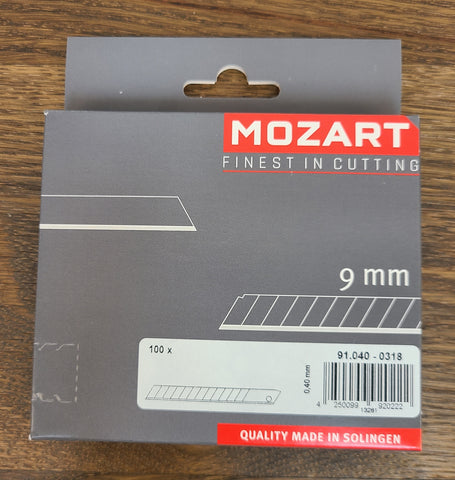 MOZART
FINEST IN CUTTING
9 mm
100 x
91.040 - 0318
0,40 mm
4 250099 920222
13261
QUALITY MADE IN SOLINGEN